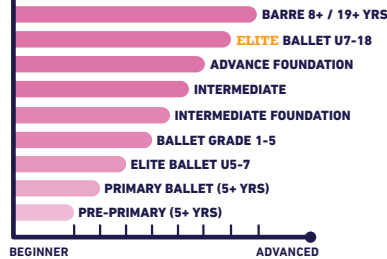 BARRE 8+ / 19+ YRS
ELITE BALLET U7-18
ADVANCE FOUNDATION
INTERMEDIATE
INTERMEDIATE FOUNDATION
BALLET GRADE 1-5
ELITE BALLET U5-7
PRIMARY BALLET (5+ YRS)
PRE-PRIMARY (5+ YRS)
BEGINNER ADVANCED